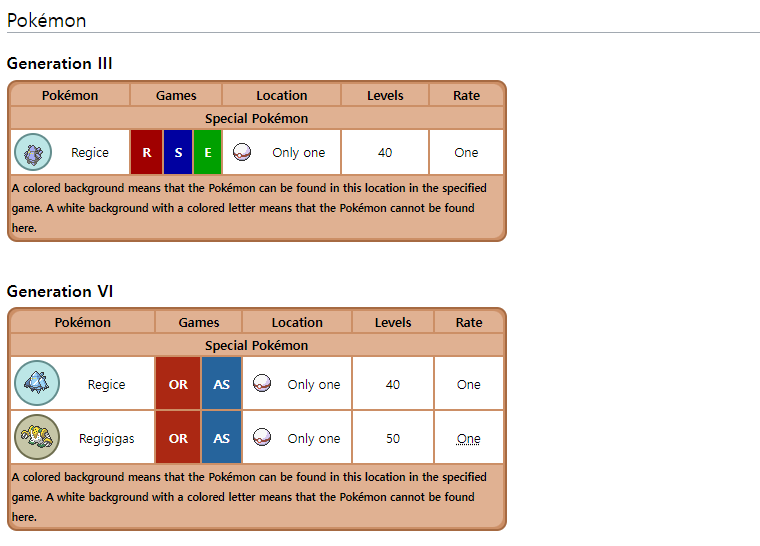 Pokémon
Generation III
Pokémon Games Location Levels Rate
Special Pokémon
Regice R S E Only one 40 One
A colored background means that the Pokémon can be found in this location in the specified
game. A white background with a colored letter means that the Pokémon cannot be found
here.
Generation VI
Pokémon Games Location Levels Rate
Special Pokémon
Regice OR AS Only one 40 One
Regigigas OR AS Only one 50 One
A colored background means that the Pokémon can be found in this location in the specified
game. A white background with a colored letter means that the Pokémon cannot be found
here.